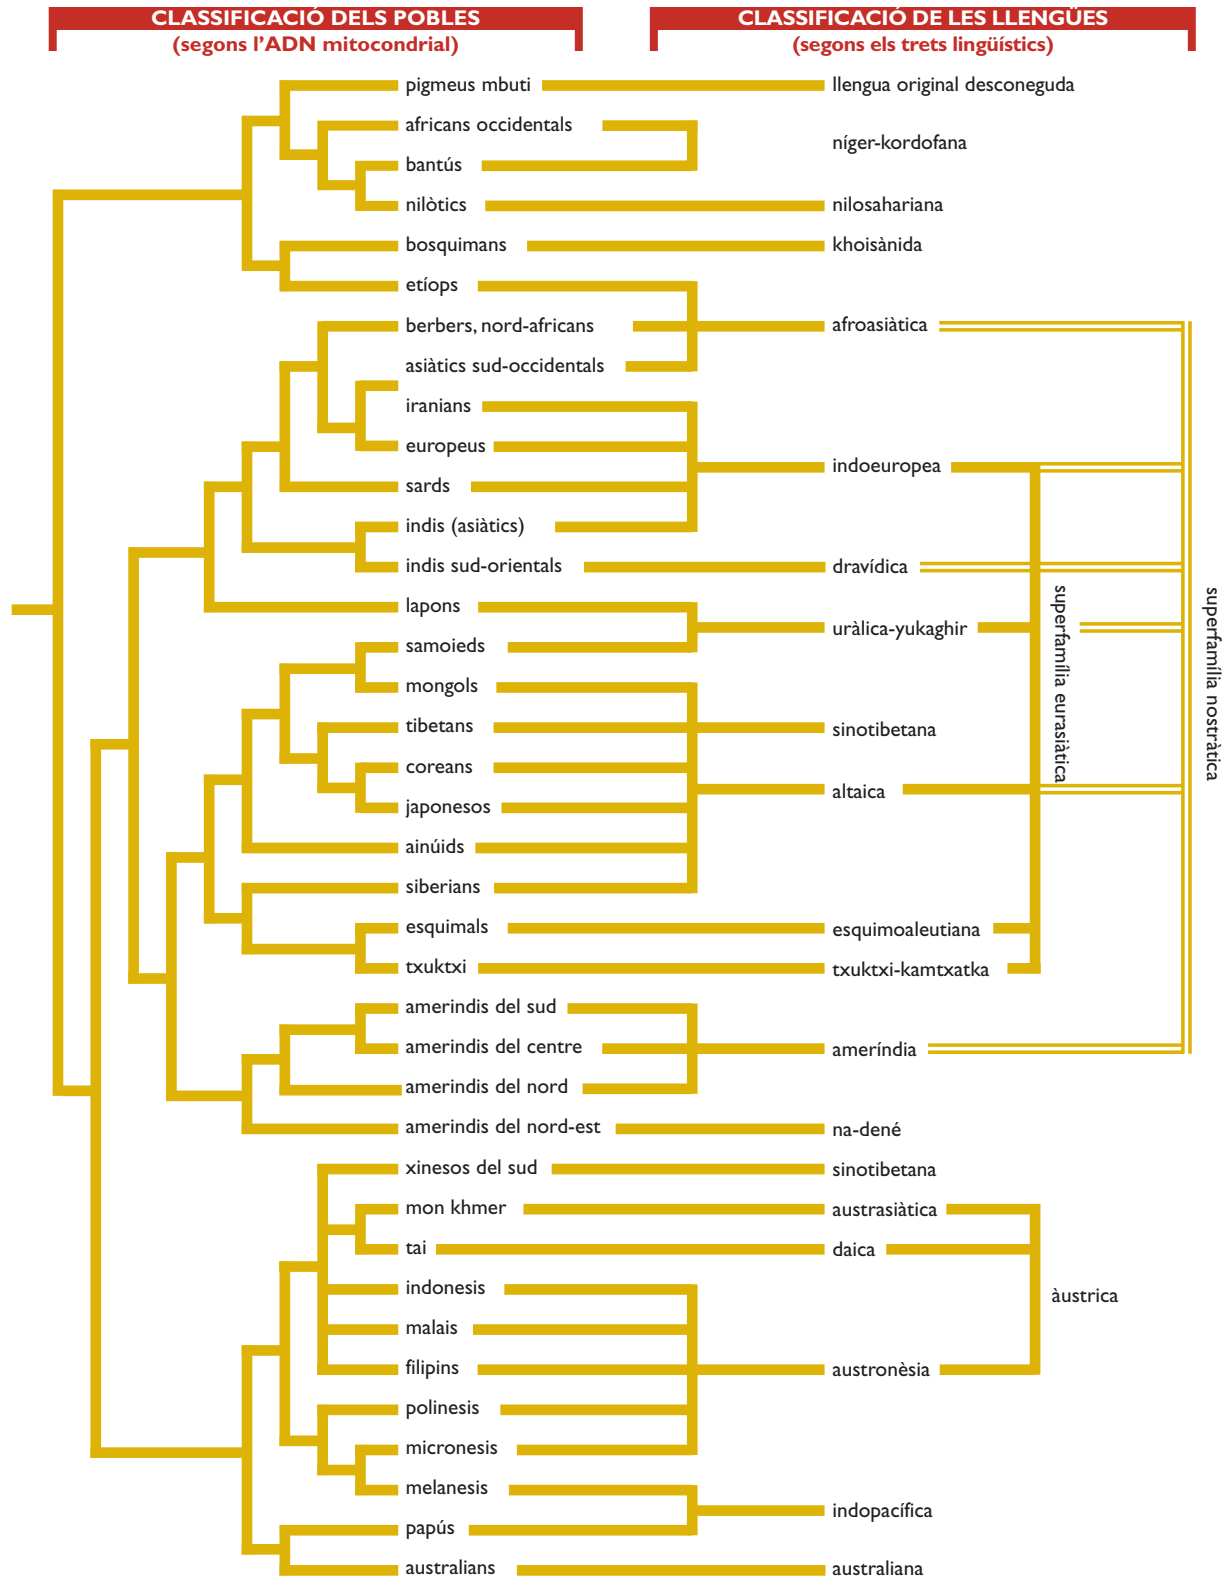 CLASSIFICACIÓ DELS POBLES
(segons l'ADN mitocondrial)
CLASSIFICACIÓ DE LES LLENGÜES
(segons els trets lingüístics)
pigmeus mbuti
llengua original desconeguda
africans occidentals
níger-kordofana
bantús
nilòtics
nilosahariana
bosquimans
khoisànida
etíops
berbers, nord-africans
afroasiàtica
asiàtics sud-occidentals
iranians
europeus
indoeuropea
sards
indis (asiàtics)
indis sud-orientals
dravídica
lapons
uràlica-yukaghir
samoieds
mongols
tibetans
sinotibetana
coreans
altaica
japonesos
ainúids
siberians
esquimals
esquimoaleutiana
txuktxi
txuktxi-kamtxatka
superfamília eurasiàtica
superfamília nostràtica
amerindis del sud
amerindis del centre
ameríndia
amerindis del nord
amerindis del nord-est
na-dené
xinesos del sud
sinotibetana
mon khmer
austrasiàtica
tai
daica
indonesis
àustrica
malais
filipins
austronèsia
polinesis
micronesis
melanesis
indopacífica
papús
australians
australiana